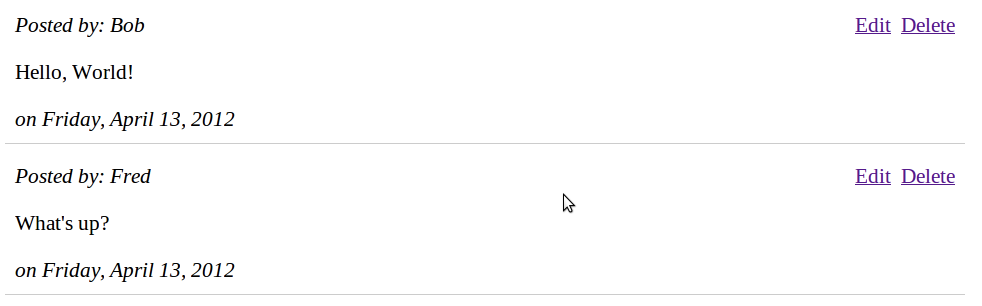 Posted by: Bob Edit Delete
Hello, World!
on Friday, April 13, 2012
Posted by: Fred Edit Delete
What's up?
on Friday, April 13, 2012